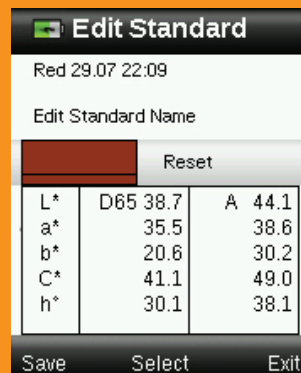 Edit Standard
Red 29.07 22:09
Edit Standard Name
Reset
L* D65 38.7 A 44.1
a* 35.5 38.6
b* 20.6 30.2
C* 41.1 49.0
h° 30.1 38.1
Save Select Exit